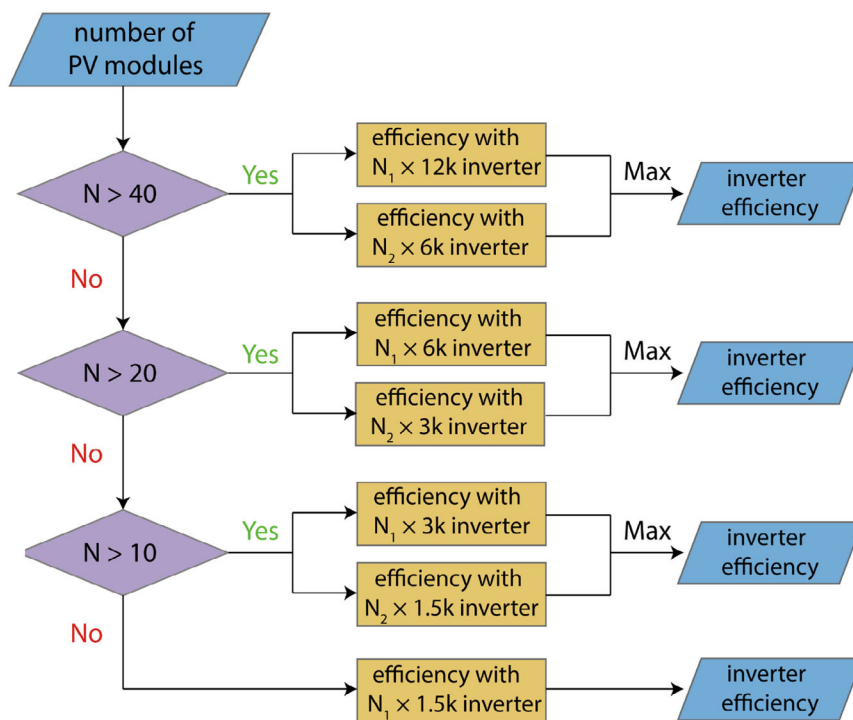 number of
PV modules
N > 40
Yes
efficiency with
N₁ × 12k inverter
efficiency with
N₂ × 6k inverter
Max
inverter
efficiency
No
N > 20
Yes
efficiency with
N₁ × 6k inverter
efficiency with
N₂ × 3k inverter
Max
inverter
efficiency
No
N > 10
Yes
efficiency with
N₁ × 3k inverter
efficiency with
N₂ × 1.5k inverter
Max
inverter
efficiency
No
efficiency with
N₁ × 1.5k inverter
inverter
efficiency